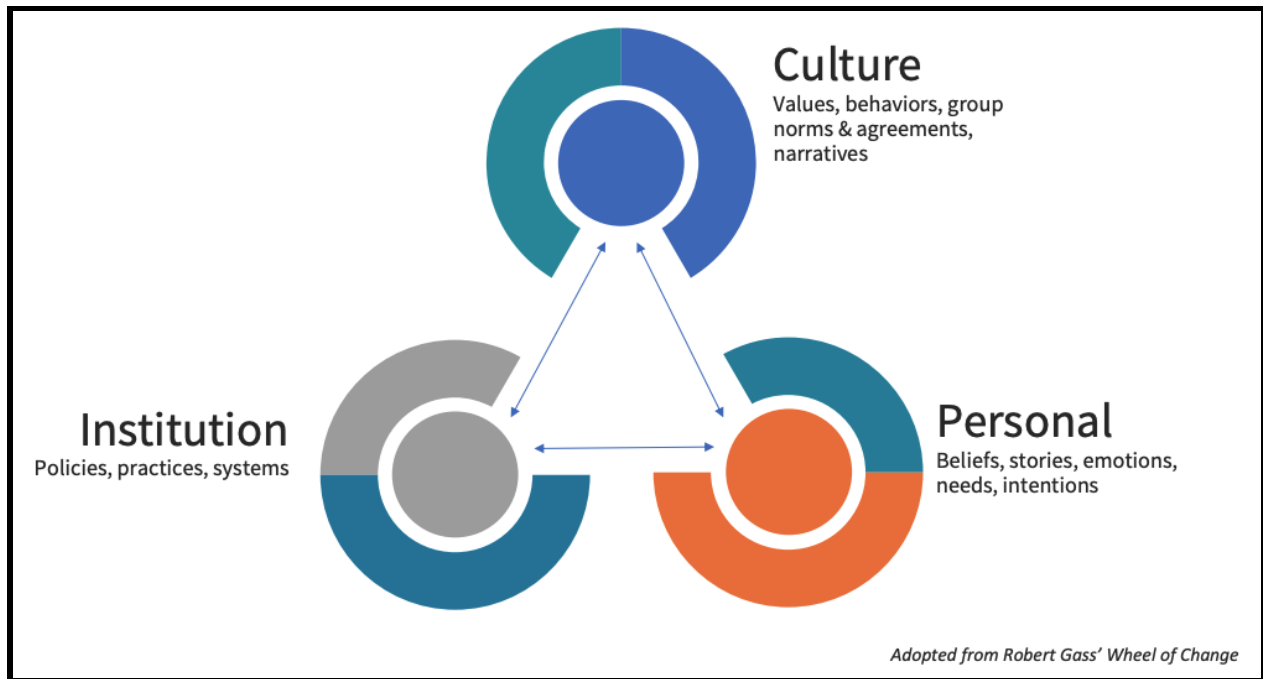 Culture
Values, behaviors, group
norms & agreements,
narratives
Institution
Policies, practices, systems
Personal
Beliefs, stories, emotions,
needs, intentions
Adopted from Robert Gass’ Wheel of Change